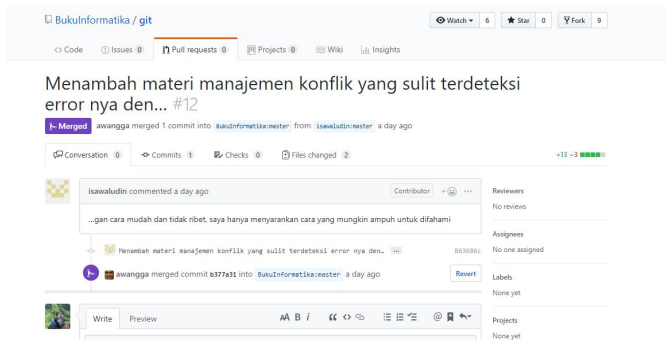 BukuInformatika / git
Watch 6 Star 0 Fork 9
Code Issues 0 Pull requests 0 Projects 0 Wiki Insights
Menambah materi manajemen konflik yang sulit terdeteksi
error nya den... #12
Merged awangga merged 1 commit into BukuInformatika:master from isawaludin:master a day ago
Conversation 0 Commits 1 Checks 0 Files changed 2 +13 −3
isawaludin commented a day ago Contributor
...gan cara mudah dan tidak ribet, saya hanya menyarankan cara yang mungkin ampuh untuk difahami
Menambah materi manajemen konflik yang sulit terdeteksi error nya den… ... 863686c
awangga merged commit b377a31 into BukuInformatika:master a day ago Revert
Reviewers
No reviews
Assignees
No one assigned
Labels
None yet
Projects
None yet
Write Preview AA B i